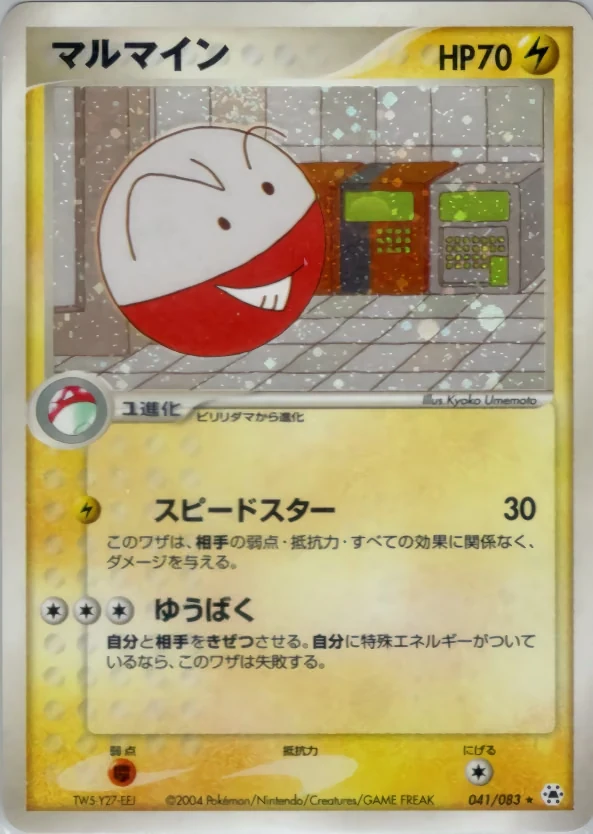 マルマイン HP70
Illus. Kyoko Umemoto
1進化 ビリリダマから進化
スピードスター 30
このワザは、相手の弱点・抵抗力・すべての効果に関係なく、
ダメージを与える。
ゆうばく
自分と相手をきぜつさせる。自分に特殊エネルギーがついて
いるなら、このワザは失敗する。
弱点 抵抗力 にげる
TW5 Y27-EEJ ©2004 Pokémon/Nintendo/Creatures/GAME FREAK 041/083 ★